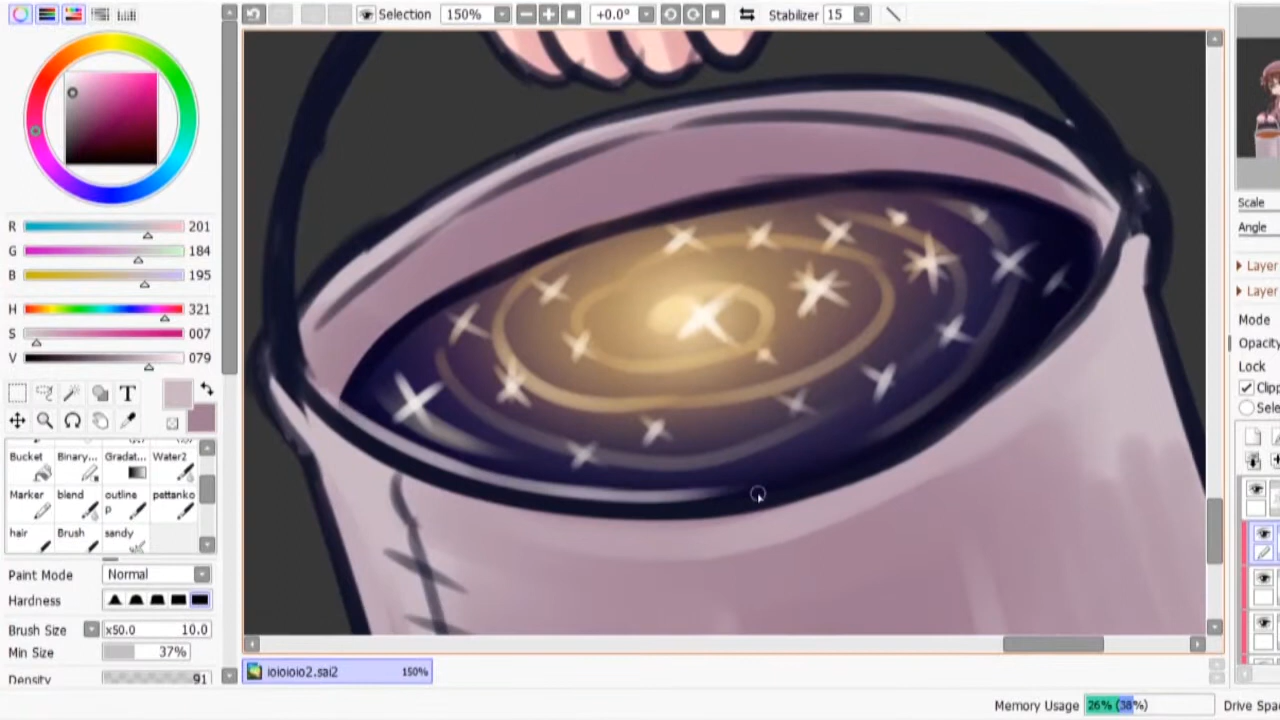 Selection 150% +0.0° Stabilizer 15
R 201
G 184
B 195
H 321
S 007
V 079
T
Bucket Binary... Gradat... Water2
Marker blend outline pettanko
p
hair Brush sandy
Paint Mode Normal
Hardness
Brush Size x50.0 10.0
Min Size 37%
Density 91
Scale
Angle
Layer
Layer
Mode
Opacity
Lock
Clipp
Sele
ioioioio2.sai2 150%
Memory Usage 26% (38%) Drive Spa